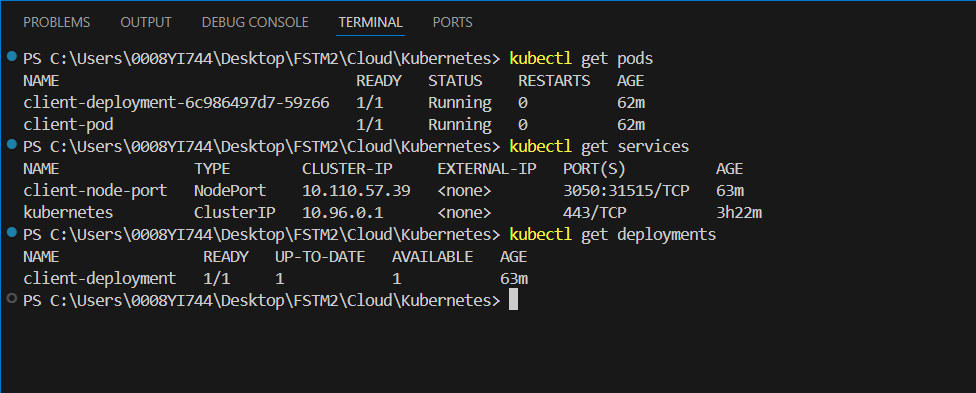 PROBLEMS OUTPUT DEBUG CONSOLE TERMINAL PORTS
PS C:\Users\0008YI744\Desktop\FSTM2\Cloud\Kubernetes> kubectl get pods
NAME READY STATUS RESTARTS AGE
client-deployment-6c986497d7-59z66 1/1 Running 0 62m
client-pod 1/1 Running 0 62m
PS C:\Users\0008YI744\Desktop\FSTM2\Cloud\Kubernetes> kubectl get services
NAME TYPE CLUSTER-IP EXTERNAL-IP PORT(S) AGE
client-node-port NodePort 10.110.57.39 <none> 3050:31515/TCP 63m
kubernetes ClusterIP 10.96.0.1 <none> 443/TCP 3h22m
PS C:\Users\0008YI744\Desktop\FSTM2\Cloud\Kubernetes> kubectl get deployments
NAME READY UP-TO-DATE AVAILABLE AGE
client-deployment 1/1 1 1 63m
PS C:\Users\0008YI744\Desktop\FSTM2\Cloud\Kubernetes>